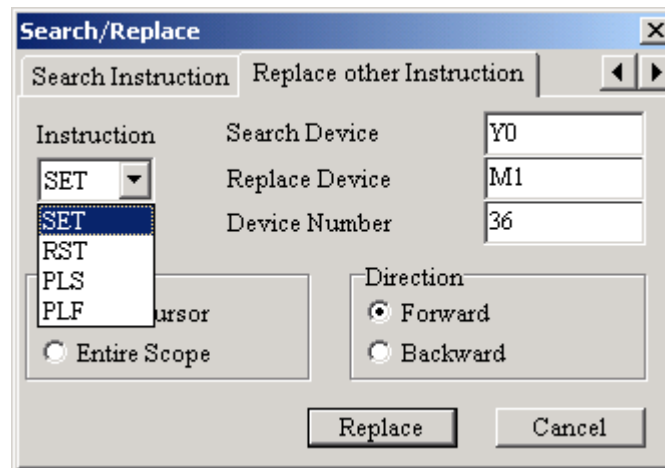 Search/Replace
Search Instruction Replace other Instruction
Instruction
Search Device Y0
SET
Replace Device M1
SET
RST
PLS
PLF
Device Number 36
ursor
Entire Scope
Direction
Forward
Backward
Replace Cancel